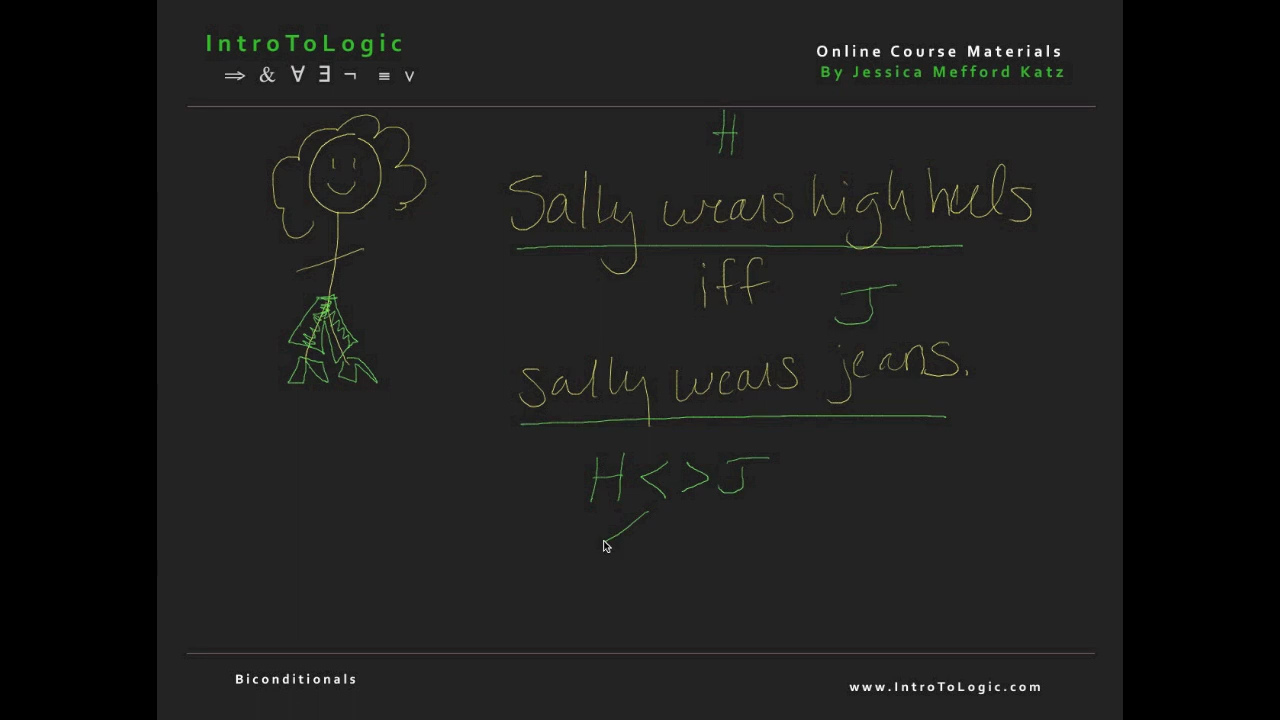 IntroToLogic
⇒ & ∀ ∃ ¬ ≡ ∨
Online Course Materials
By Jessica Mefford Katz
H
Sally wears high heels
iff
J
Sally wears jeans.
H < > J
Biconditionals
www.IntroToLogic.com